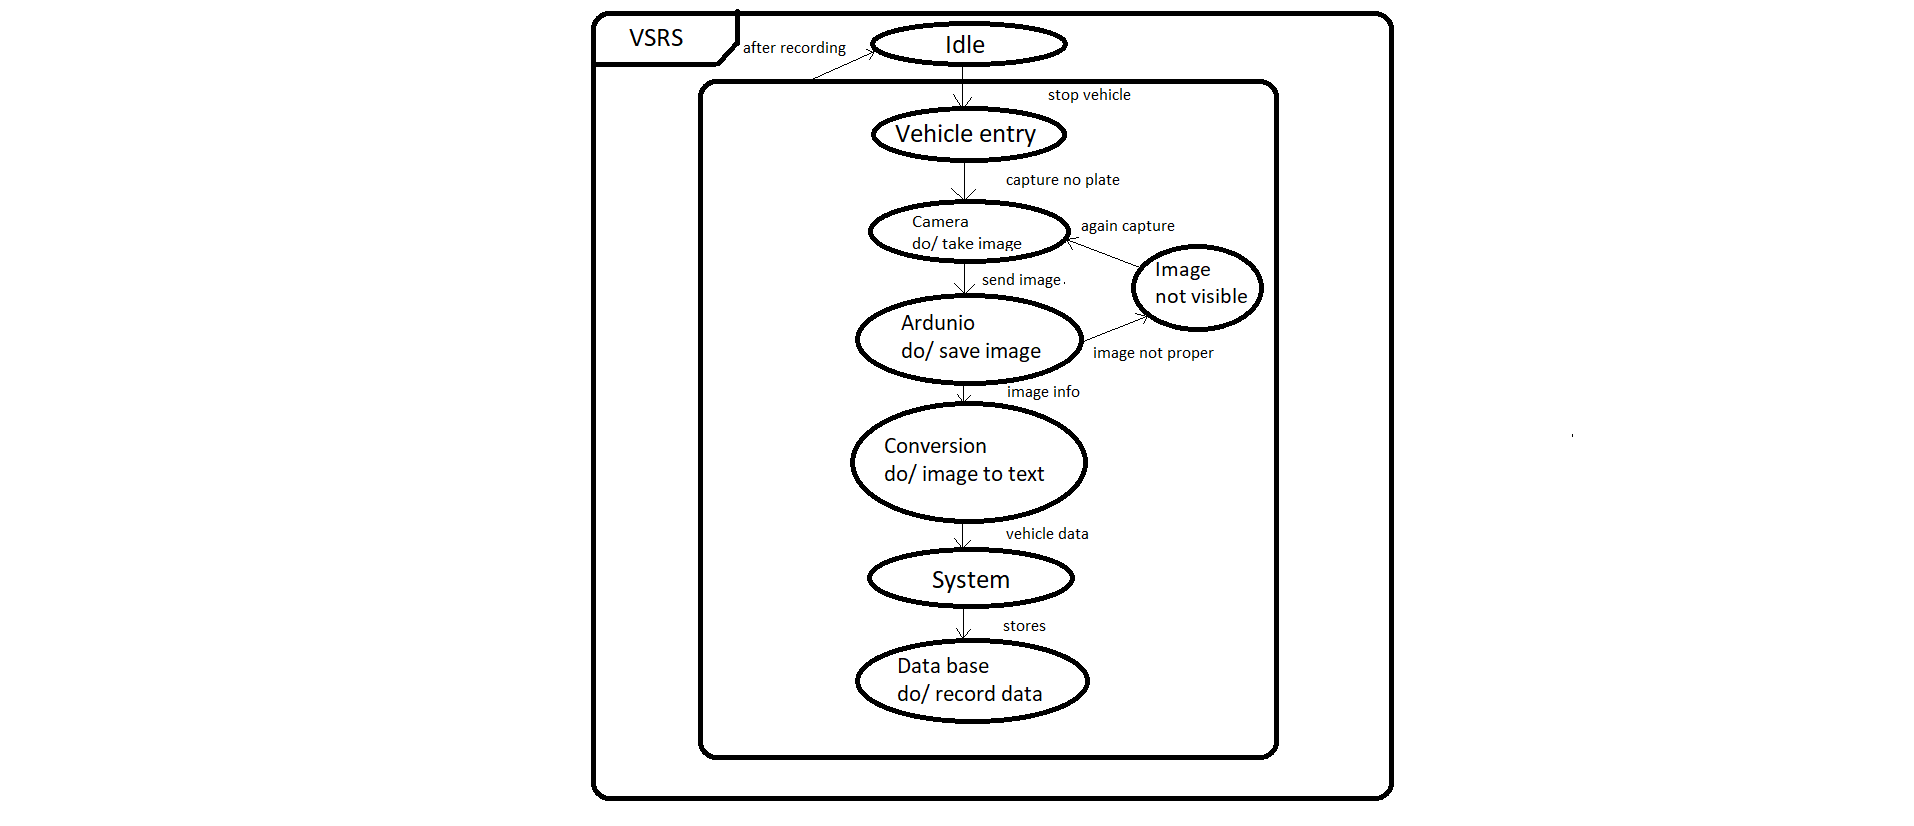 VSRS
after recording
Idle
stop vehicle
Vehicle entry
capture no plate
Camera
do/ take image
again capture
send image
Image
not visible
Ardunio
do/ save image
image not proper
image info
Conversion
do/ image to text
vehicle data
System
stores
Data base
do/ record data